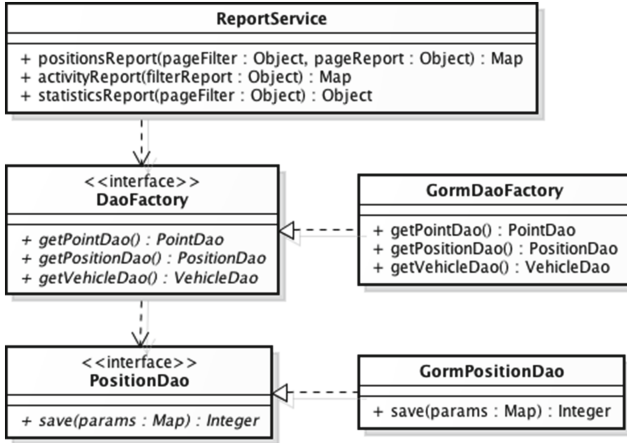 ReportService
+ positionsReport(pageFilter : Object, pageReport : Object) : Map
+ activityReport(filterReport : Object) : Map
+ statisticsReport(pageFilter : Object) : Object
<<interface>>
DaoFactory
+ getPointDao() : PointDao
+ getPositionDao() : PositionDao
+ getVehicleDao() : VehicleDao
GormDaoFactory
+ getPointDao() : PointDao
+ getPositionDao() : PositionDao
+ getVehicleDao() : VehicleDao
<<interface>>
PositionDao
+ save(params : Map) : Integer
GormPositionDao
+ save(params : Map) : Integer